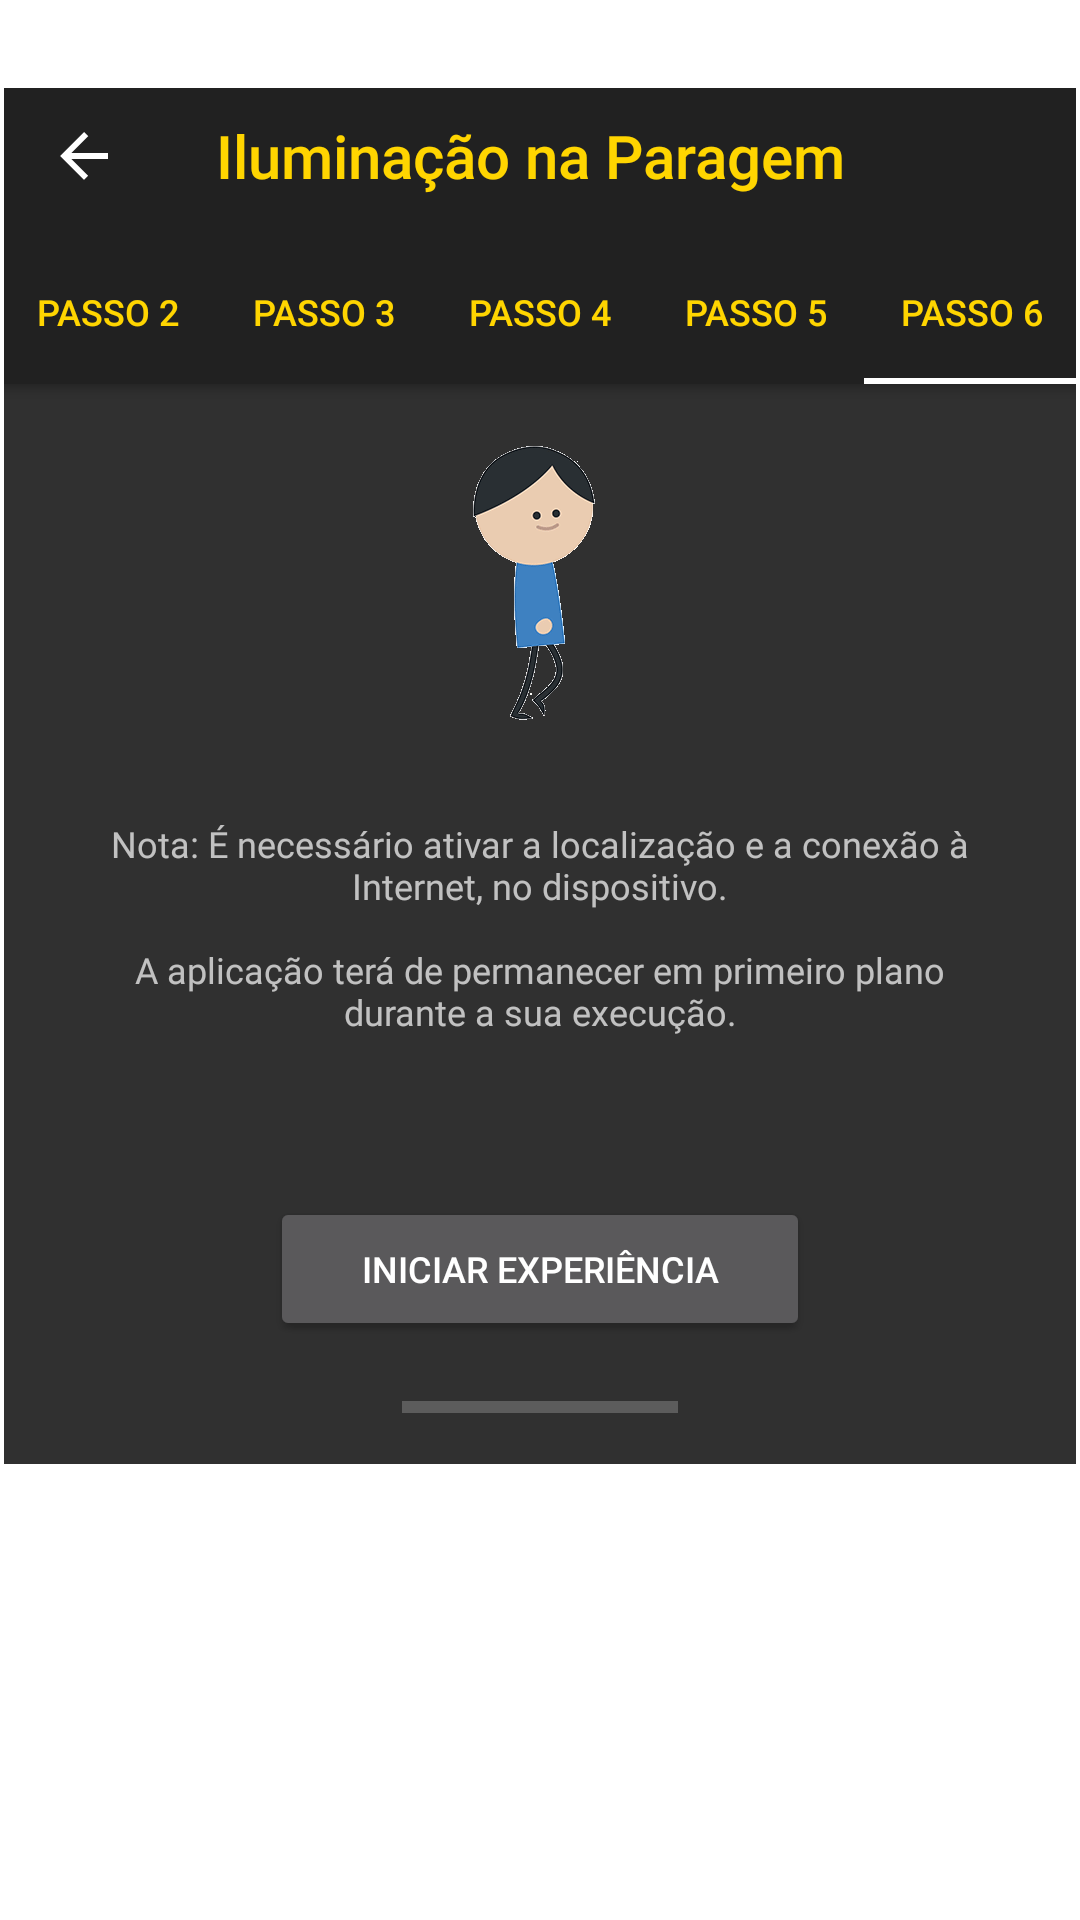 Iluminação na Paragem
PASSO 2 PASSO 3 PASSO 4 PASSO 5 PASSO 6
Nota: É necessário ativar a localização e a conexão à
Internet, no dispositivo.
A aplicação terá de permanecer em primeiro plano
durante a sua execução.
INICIAR EXPERIÊNCIA